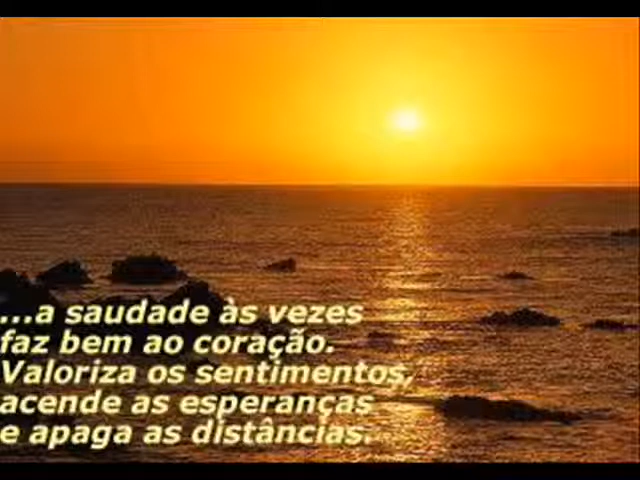 ...a saudade às vezes
faz bem ao coração.
Valoriza os sentimentos,
acende as esperanças
e apaga as distâncias.